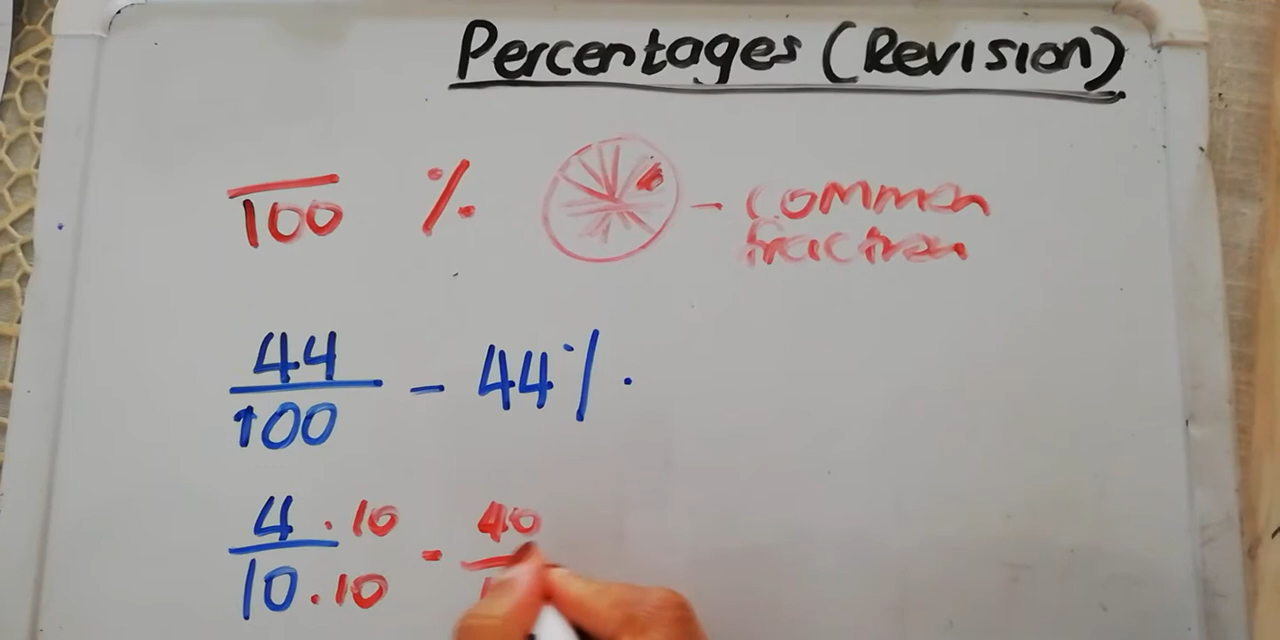 Percentages (Revision)
100 % - common
fraction
44/100 - 44%.
4 . 10 / 10 . 10 - 40